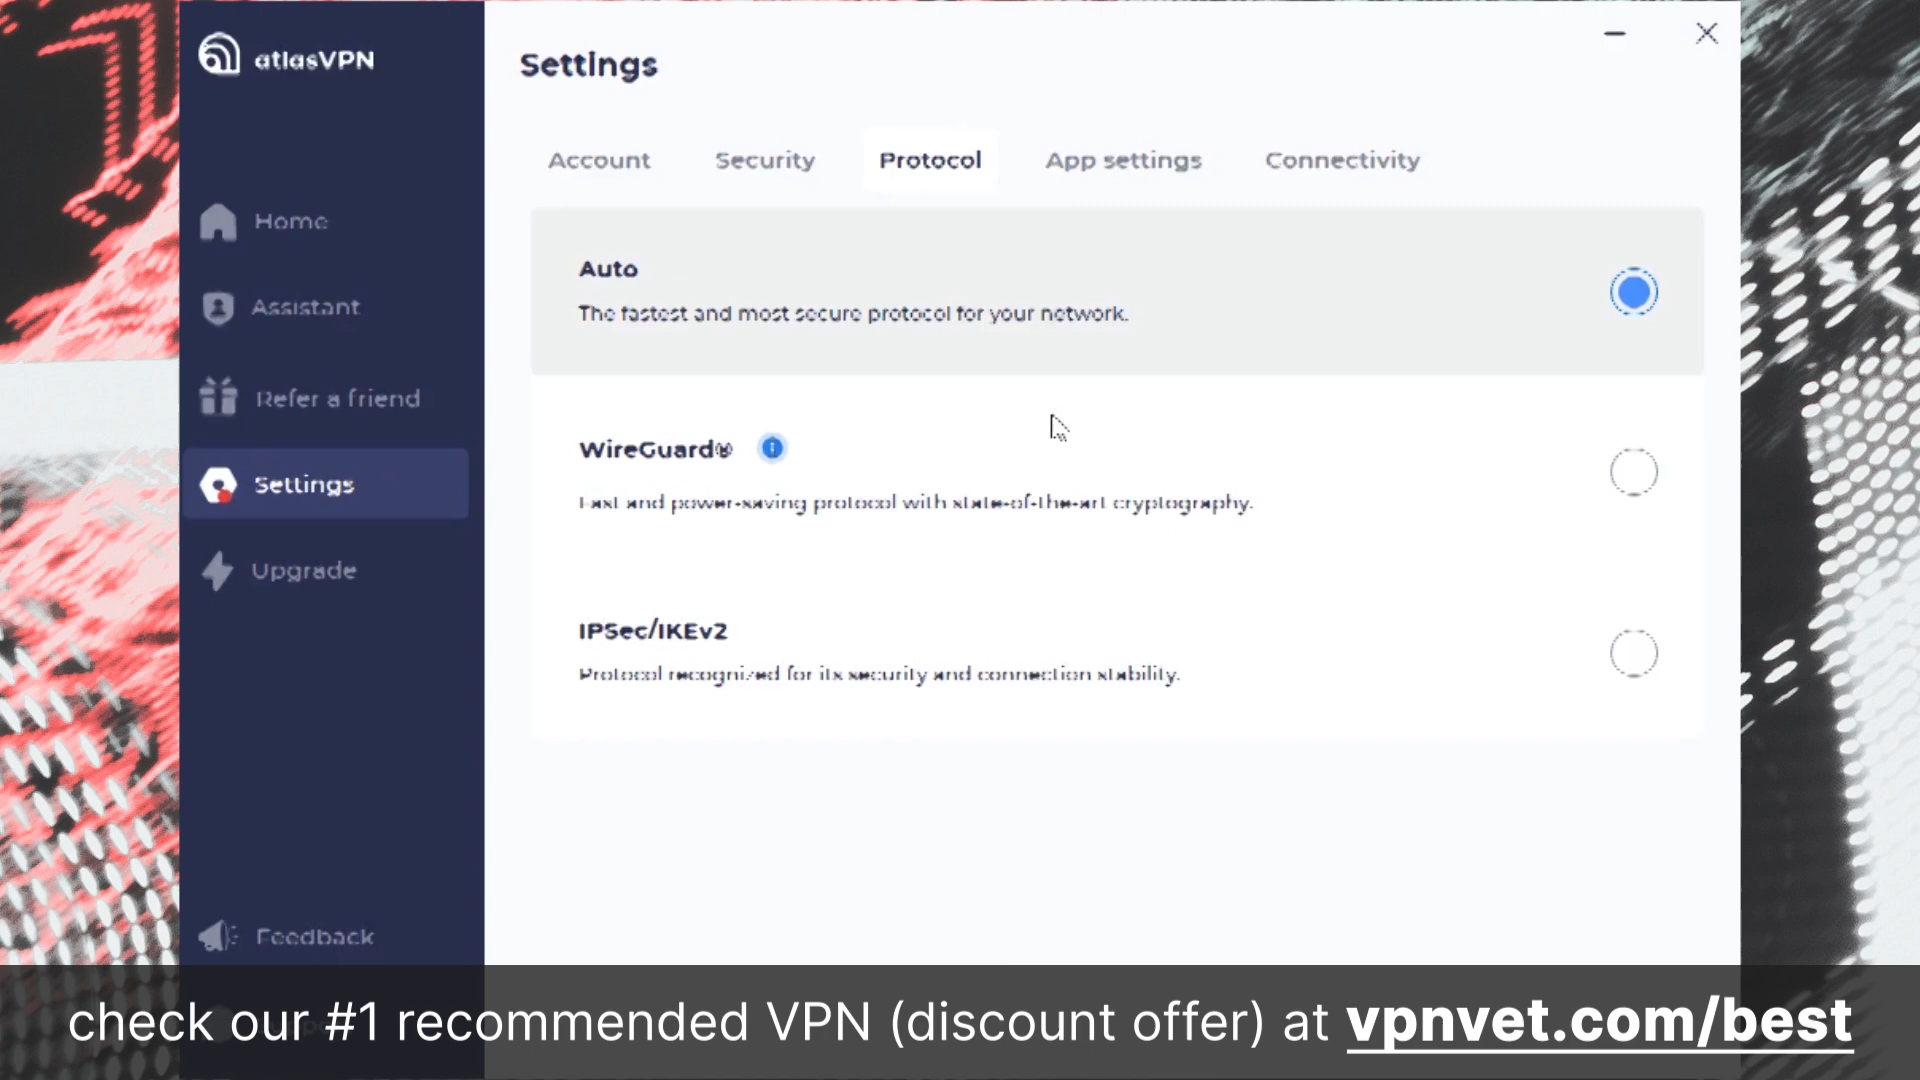 atlasVPN
Settings
Account Security Protocol App settings Connectivity
Home
Assistant
Refer a friend
Settings
Upgrade
Feedback
Auto
The fastest and most secure protocol for your network.
WireGuard®
Fast and power-saving protocol with state-of-the-art cryptography.
IPSec/IKEv2
Protocol recognized for its security and connection stability.
check our #1 recommended VPN (discount offer) at vpnvet.com/best